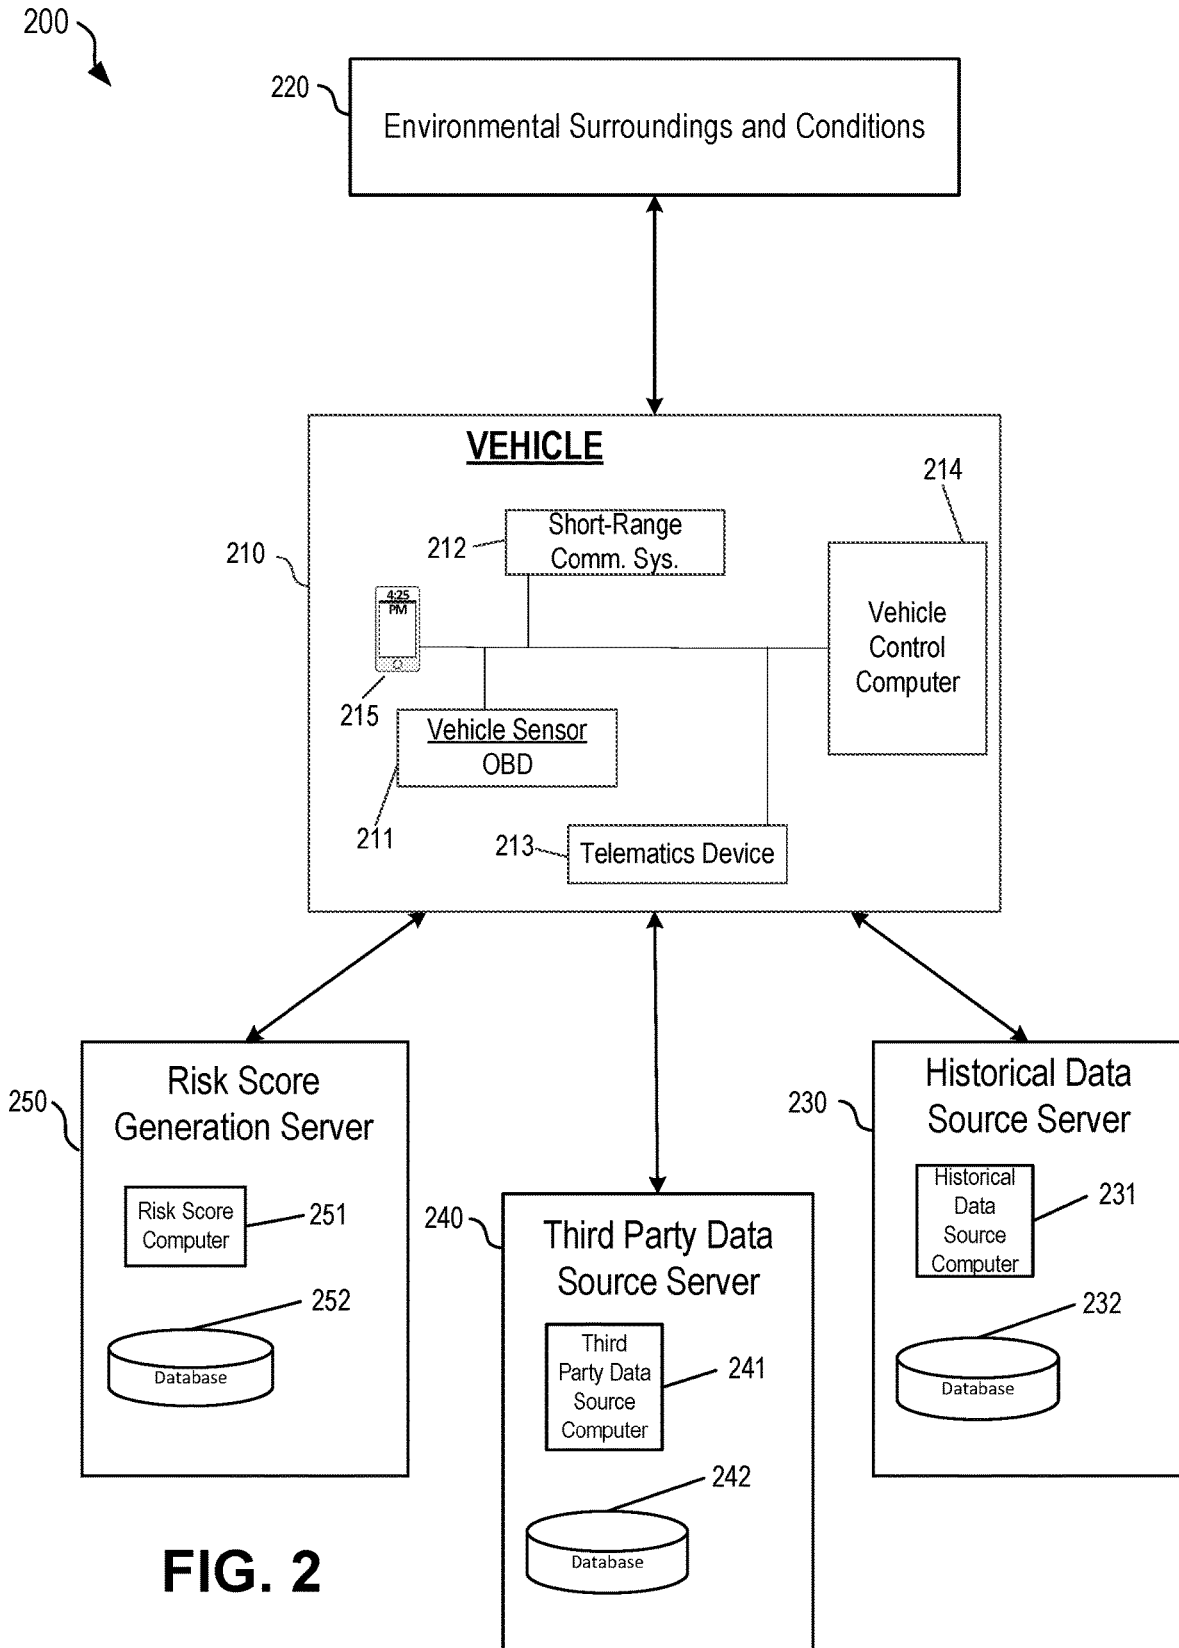 200
220
Environmental Surroundings and Conditions
VEHICLE
214
212
Short-Range
Comm. Sys.
210
4:25
PM
Vehicle
Control
Computer
215
Vehicle Sensor
OBD
211
213
Telematics Device
250
Risk Score
Generation Server
Risk Score
Computer
251
252
Database
240
Third Party Data
Source Server
Third
Party Data
Source
Computer
241
242
Database
230
Historical Data
Source Server
Historical
Data
Source
Computer
231
232
Database
FIG. 2